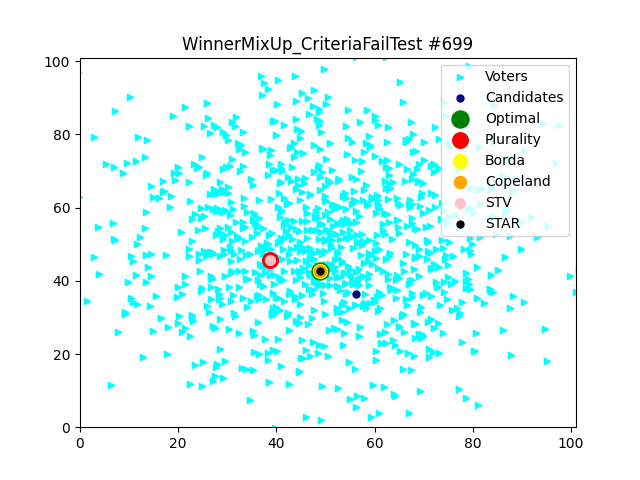 WinnerMixUp_CriteriaFailTest #699
100
80
60
40
20
0
0
20
40
60
80
100
Voters
Candidates
Optimal
Plurality
Borda
Copeland
STV
STAR